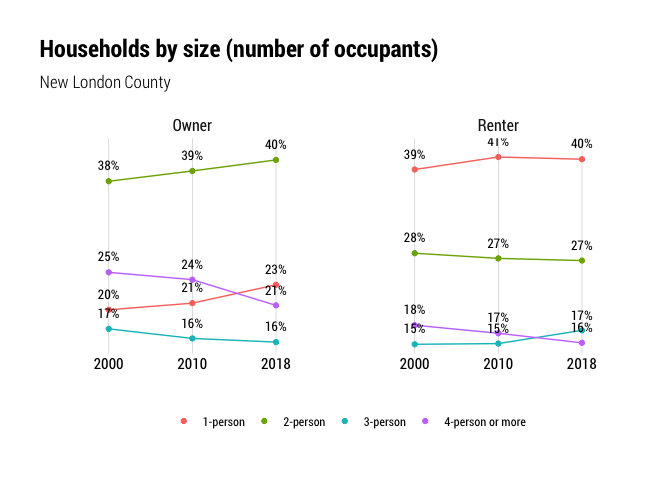 Households by size (number of occupants)
New London County
Owner Renter
38% 39% 40%
25% 24% 23%
20% 21% 21%
17% 16% 16%
39% 41% 40%
28% 27% 27%
18% 17% 17%
15% 15% 16%
2000 2010 2018 2000 2010 2018
1-person 2-person 3-person 4-person or more